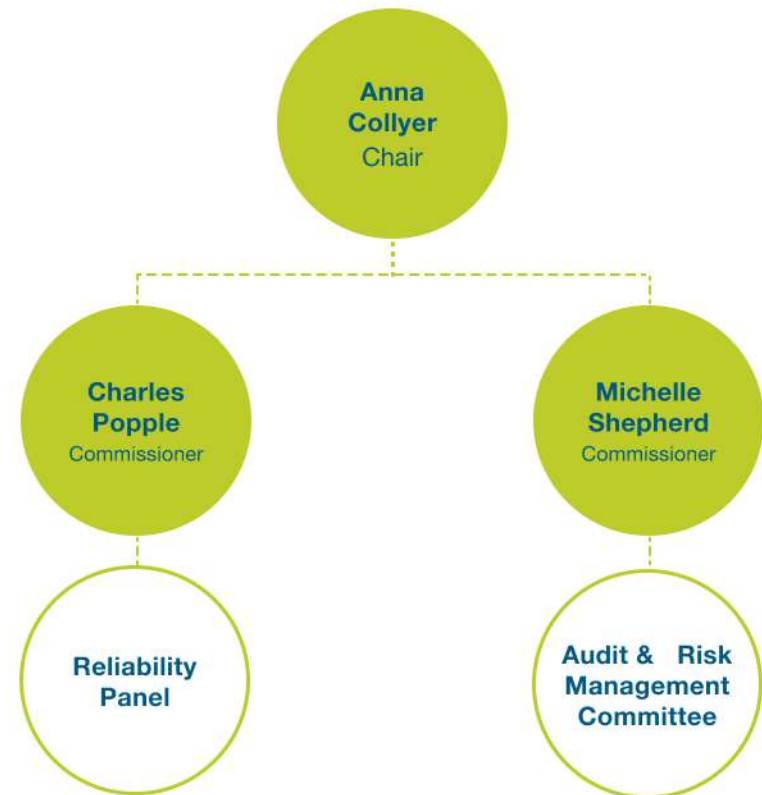 Anna
Collyer
Chair
Charles
Popple
Commissioner
Michelle
Shepherd
Commissioner
Reliability
Panel
Audit & Risk
Management
Committee